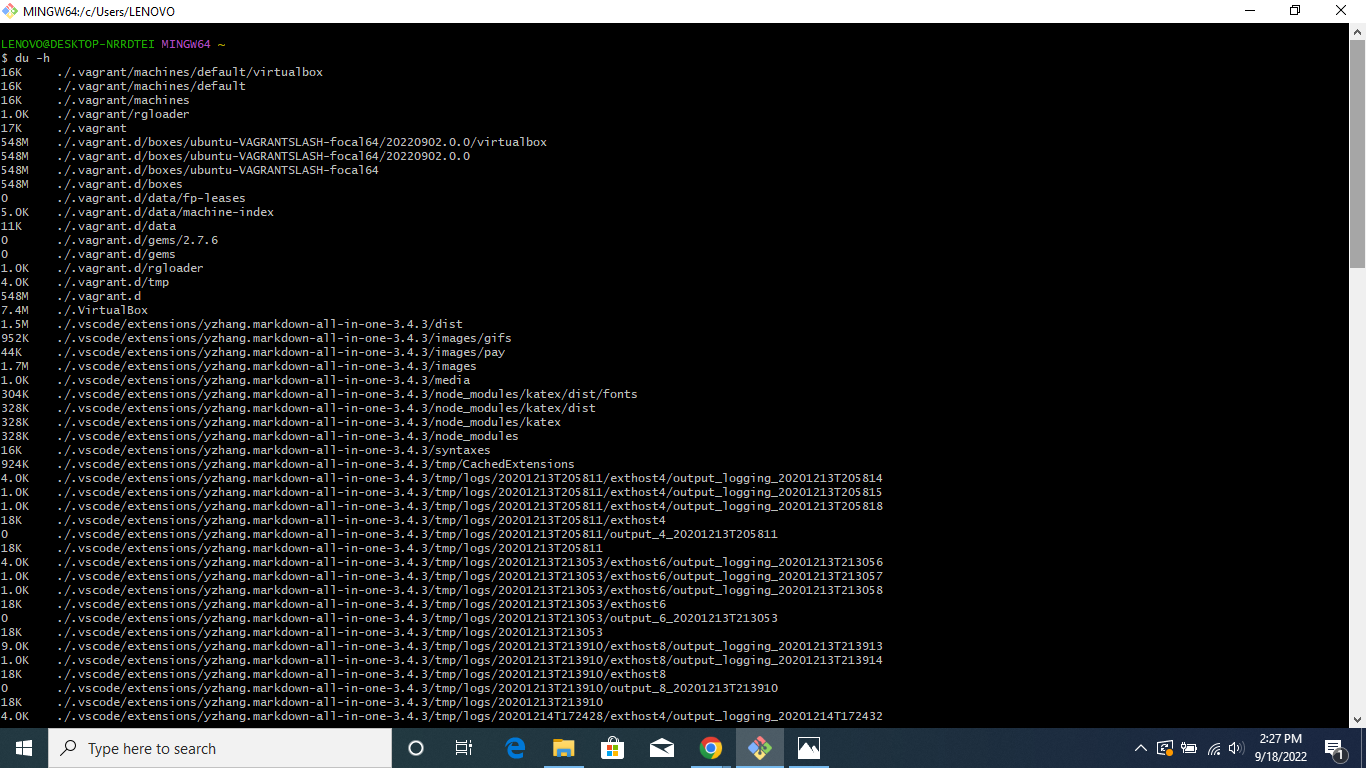 MINGW64:/c/Users/LENOVO
LENOVO@DESKTOP-NRRDTEI MINGW64 ~
$ du -h
16K ./.vagrant/machines/default/virtualbox
16K ./.vagrant/machines/default
16K ./.vagrant/machines
1.0K ./.vagrant/rgloader
17K ./.vagrant
548M ./.vagrant.d/boxes/ubuntu-VAGRANTSLASH-focal64/20220902.0.0/virtualbox
548M ./.vagrant.d/boxes/ubuntu-VAGRANTSLASH-focal64/20220902.0.0
548M ./.vagrant.d/boxes/ubuntu-VAGRANTSLASH-focal64
548M ./.vagrant.d/boxes
0 ./.vagrant.d/data/fp-leases
5.0K ./.vagrant.d/data/machine-index
11K ./.vagrant.d/data
0 ./.vagrant.d/gems/2.7.6
0 ./.vagrant.d/gems
1.0K ./.vagrant.d/rgloader
4.0K ./.vagrant.d/tmp
548M ./.vagrant.d
7.4M ./.VirtualBox
1.5M ./.vscode/extensions/yzhang.markdown-all-in-one-3.4.3/dist
952K ./.vscode/extensions/yzhang.markdown-all-in-one-3.4.3/images/gifs
44K ./.vscode/extensions/yzhang.markdown-all-in-one-3.4.3/images/pay
1.7M ./.vscode/extensions/yzhang.markdown-all-in-one-3.4.3/images
1.0K ./.vscode/extensions/yzhang.markdown-all-in-one-3.4.3/media
304K ./.vscode/extensions/yzhang.markdown-all-in-one-3.4.3/node_modules/katex/dist/fonts
328K ./.vscode/extensions/yzhang.markdown-all-in-one-3.4.3/node_modules/katex/dist
328K ./.vscode/extensions/yzhang.markdown-all-in-one-3.4.3/node_modules/katex
328K ./.vscode/extensions/yzhang.markdown-all-in-one-3.4.3/node_modules
16K ./.vscode/extensions/yzhang.markdown-all-in-one-3.4.3/syntaxes
924K ./.vscode/extensions/yzhang.markdown-all-in-one-3.4.3/tmp/CachedExtensions
4.0K ./.vscode/extensions/yzhang.markdown-all-in-one-3.4.3/tmp/logs/20201213T205811/exthost4/output_logging_20201213T205814
1.0K ./.vscode/extensions/yzhang.markdown-all-in-one-3.4.3/tmp/logs/20201213T205811/exthost4/output_logging_20201213T205815
1.0K ./.vscode/extensions/yzhang.markdown-all-in-one-3.4.3/tmp/logs/20201213T205811/exthost4/output_logging_20201213T205818
18K ./.vscode/extensions/yzhang.markdown-all-in-one-3.4.3/tmp/logs/20201213T205811/exthost4
0 ./.vscode/extensions/yzhang.markdown-all-in-one-3.4.3/tmp/logs/20201213T205811/output_4_20201213T205811
18K ./.vscode/extensions/yzhang.markdown-all-in-one-3.4.3/tmp/logs/20201213T205811
4.0K ./.vscode/extensions/yzhang.markdown-all-in-one-3.4.3/tmp/logs/20201213T213053/exthost6/output_logging_20201213T213056
1.0K ./.vscode/extensions/yzhang.markdown-all-in-one-3.4.3/tmp/logs/20201213T213053/exthost6/output_logging_20201213T213057
1.0K ./.vscode/extensions/yzhang.markdown-all-in-one-3.4.3/tmp/logs/20201213T213053/exthost6/output_logging_20201213T213058
18K ./.vscode/extensions/yzhang.markdown-all-in-one-3.4.3/tmp/logs/20201213T213053/exthost6
0 ./.vscode/extensions/yzhang.markdown-all-in-one-3.4.3/tmp/logs/20201213T213053/output_6_20201213T213053
18K ./.vscode/extensions/yzhang.markdown-all-in-one-3.4.3/tmp/logs/20201213T213053
9.0K ./.vscode/extensions/yzhang.markdown-all-in-one-3.4.3/tmp/logs/20201213T213910/exthost8/output_logging_20201213T213913
1.0K ./.vscode/extensions/yzhang.markdown-all-in-one-3.4.3/tmp/logs/20201213T213910/exthost8/output_logging_20201213T213914
18K ./.vscode/extensions/yzhang.markdown-all-in-one-3.4.3/tmp/logs/20201213T213910/exthost8
0 ./.vscode/extensions/yzhang.markdown-all-in-one-3.4.3/tmp/logs/20201213T213910/output_8_20201213T213910
18K ./.vscode/extensions/yzhang.markdown-all-in-one-3.4.3/tmp/logs/20201213T213910
4.0K ./.vscode/extensions/yzhang.markdown-all-in-one-3.4.3/tmp/logs/20201214T172428/exthost4/output_logging_20201214T172432
Type here to search
2:27 PM
9/18/2022
1